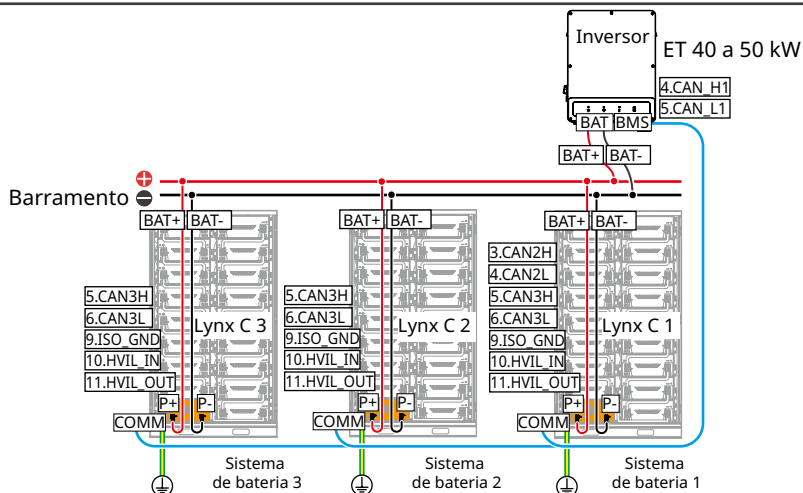 Inversor
ET 40 a 50 kW
4.CAN_H1
5.CAN_L1
BAT BMS
BAT+ BAT-
Barramento
BAT+ BAT-
BAT+ BAT-
BAT+ BAT-
5.CAN3H
6.CAN3L
9.ISO_GND
10.HVIL_IN
11.HVIL_OUT
Lynx C 3
P+ P-
COMM
5.CAN3H
6.CAN3L
9.ISO_GND
10.HVIL_IN
11.HVIL_OUT
Lynx C 2
P+ P-
COMM
3.CAN2H
4.CAN2L
5.CAN3H
6.CAN3L
9.ISO_GND
10.HVIL_IN
11.HVIL_OUT
Lynx C 1
P+ P-
COMM
Sistema
de bateria 3
Sistema
de bateria 2
Sistema
de bateria 1